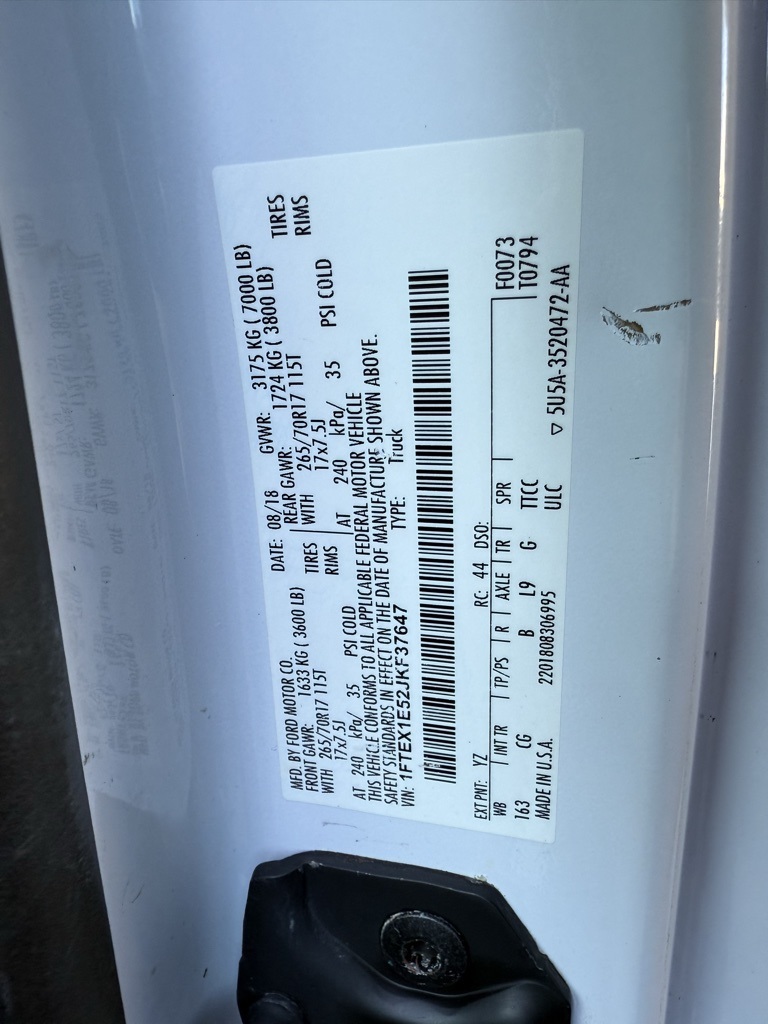 MFD. BY FORD MOTOR CO.
DATE: 08/18 GVWR: 3175 KG ( 7000 LB)
FRONT GAWR: 1633 KG ( 3600 LB) REAR GAWR: 1724 KG ( 3800 LB)
WITH 265/70R17 115T TIRES WITH 265/70R17 115T TIRES
17x7.5J RIMS 17x7.5J RIMS
AT 240 kPa/ 35 PSI COLD AT 240 kPa/ 35 PSI COLD
THIS VEHICLE CONFORMS TO ALL APPLICABLE FEDERAL MOTOR VEHICLE
SAFETY STANDARDS IN EFFECT ON THE DATE OF MANUFACTURE SHOWN ABOVE.
VIN: 1FTEX1E52JKF37647 TYPE: Truck
EXT PNT: YZ RC: 44 DSO:
WB INT TR TP/PS R AXLE TR SPR F0073
163 CG B L9 G TTCC T0794
MADE IN U.S.A. 2201808306995 ULC ▽ 5U5A-3520472-AA